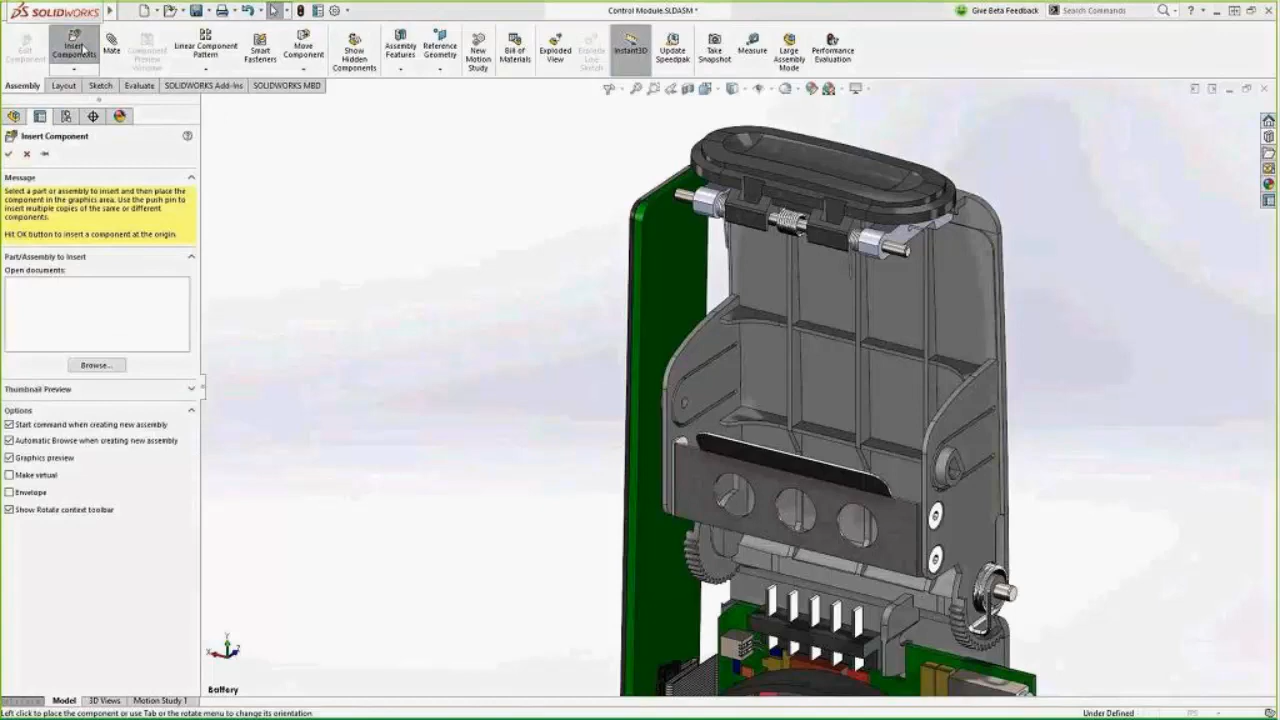 SOLIDWORKS
Control Module.SLDASM *
Give Beta Feedback
Search Commands
Edit Component
Insert Components
Mate
Component Preview Window
Linear Component Pattern
Smart Fasteners
Move Component
Show Hidden Components
Assembly Features
Reference Geometry
New Motion Study
Bill of Materials
Exploded View
Explode Line Sketch
Instant3D
Update Speedpak
Take Snapshot
Measure
Large Assembly Mode
Performance Evaluation
Assembly
Layout
Sketch
Evaluate
SOLIDWORKS Add-Ins
SOLIDWORKS MBD
Insert Component
Message
Select a part or assembly to insert and then place the
component in the graphics area. Use the push pin to
insert multiple copies of the same or different
components.
Hit OK button to insert a component at the origin.
Part/Assembly to Insert
Open documents:
Browse...
Thumbnail Preview
Options
Start command when creating new assembly
Automatic Browse when creating new assembly
Graphics preview
Make virtual
Envelope
Show Rotate context toolbar
Y
X
Z
Battery
Model
3D Views
Motion Study 1
Left click to place the component or use Tab or the rotate menu to change its orientation.
Under Defined